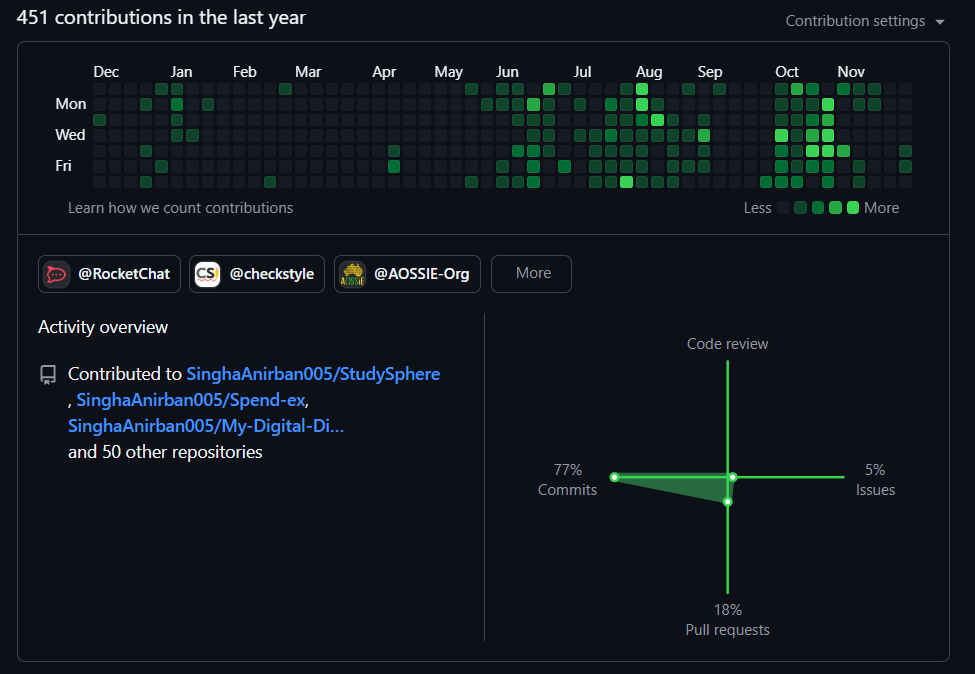 451 contributions in the last year
Contribution settings
Dec Jan Feb Mar Apr May Jun Jul Aug Sep Oct Nov
Mon
Wed
Fri
Learn how we count contributions
Less More
@RocketChat @checkstyle @AOSSIE-Org More
CS!
AOSSIE
Activity overview
Contributed to SinghaAnirban005/StudySphere
, SinghaAnirban005/Spend-ex,
SinghaAnirban005/My-Digital-Di...
and 50 other repositories
Code review
77%
Commits
5%
Issues
18%
Pull requests